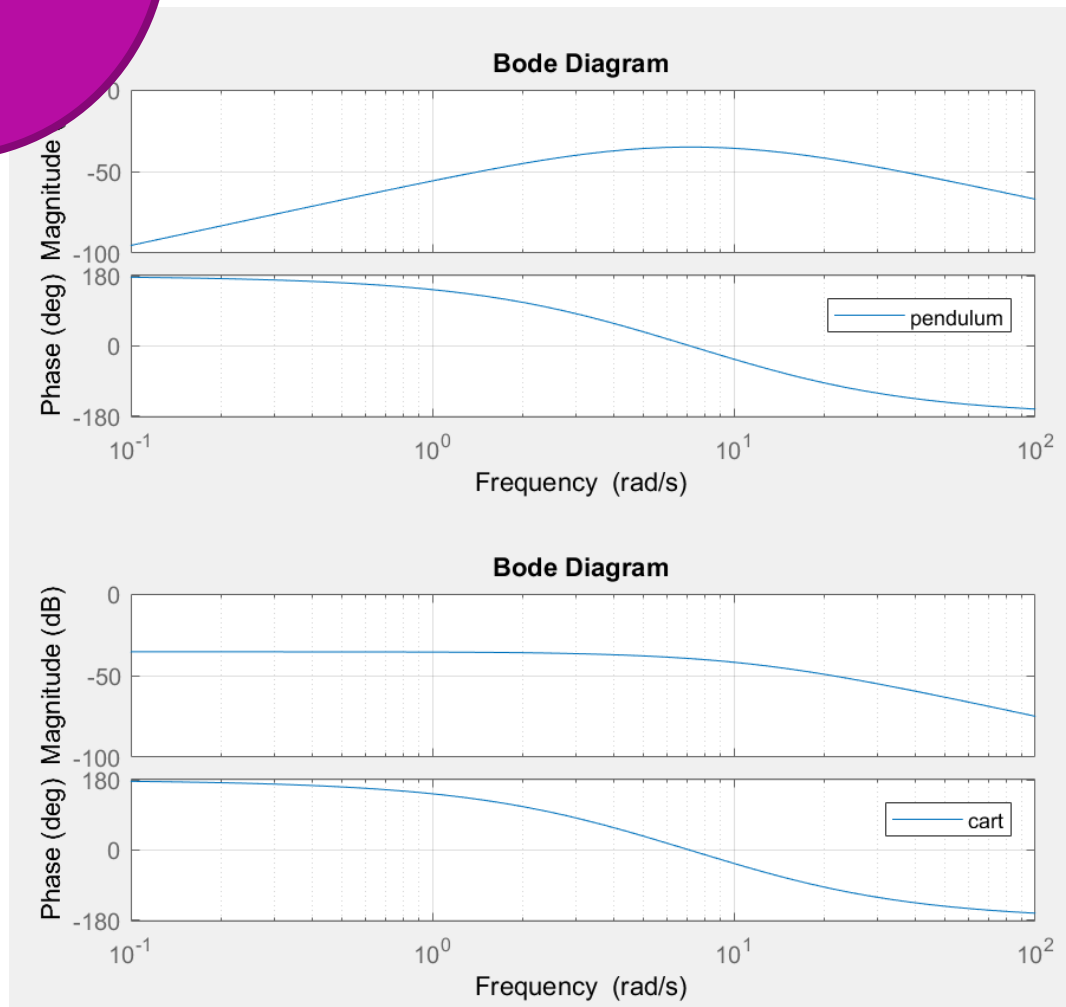 Bode Diagram
0
-50
-100
Magnitude
180
0
-180
Phase (deg)
pendulum
10^-1 10^0 10^1 10^2
Frequency (rad/s)
Bode Diagram
0
-50
-100
Magnitude (dB)
180
0
-180
Phase (deg)
cart
10^-1 10^0 10^1 10^2
Frequency (rad/s)